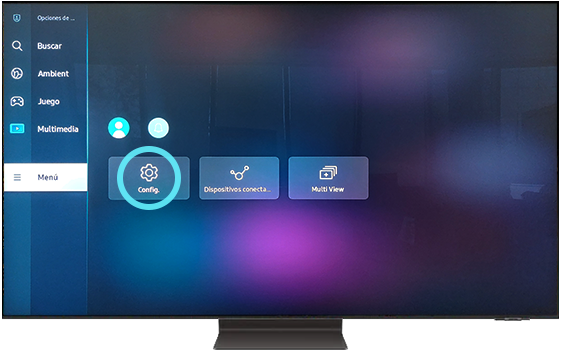 Opciones de ...
Buscar
Ambient
Juego
Multimedia
Menú
Config.
Dispositivos conecta...
Multi View